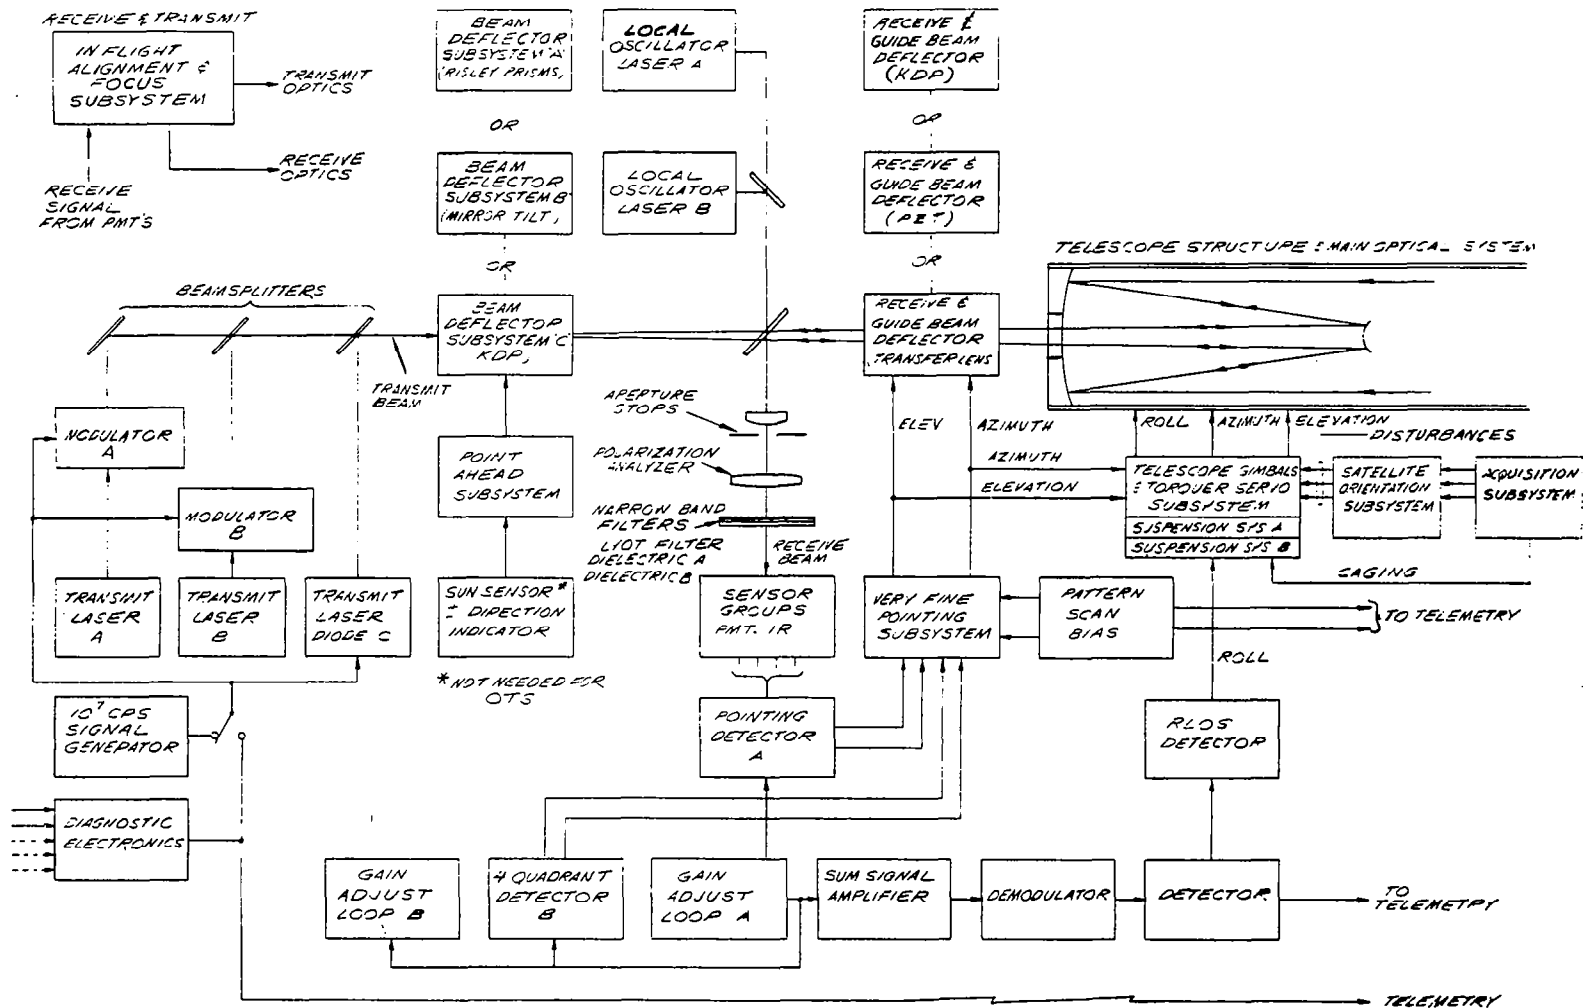 RECEIVE & TRANSMIT
IN FLIGHT
ALIGNMENT &
FOCUS
SUBSYSTEM
TRANSMIT
OPTICS
RECEIVE
OPTICS
RECEIVE
SIGNAL
FROM PMT'S
BEAM
DEFLECTOR
SUBSYSTEM "A"
(RISLEY PRISMS)
OR
BEAM
DEFLECTOR
SUBSYSTEM B"
(MIRROR TILT)
OR
BEAM
DEFLECTOR
SUBSYSTEM "C"
KDP)
LOCAL
OSCILLATOR
LASER A
LOCAL
OSCILLATOR
LASER B
RECEIVE &
GUIDE BEAM
DEFLECTOR
(KDP)
OR
RECEIVE &
GUIDE BEAM
DEFLECTOR
(PZT)
OR
RECEIVE &
GUIDE BEAM
DEFLECTOR
TRANSFER LENS
TELESCOPE STRUCTURE & MAIN OPTICAL SYSTEM
BEAMSPLITTERS
TRANSMIT
BEAM
MODULATOR
A
MODULATOR
B
TRANSMIT
LASER
A
TRANSMIT
LASER
B
TRANSMIT
LASER
DIODE C
POINT
AHEAD
SUBSYSTEM
SUN SENSOR *
± DIRECTION
INDICATOR
* NOT NEEDED FOR
OTS
APERTURE
STOPS
POLARIZATION
ANALYZER
NARROW BAND
FILTERS
LYOT FILTER
DIELECTRIC A
DIELECTRIC B
RECEIVE
BEAM
SENSOR
GROUPS
PMT. IR
POINTING
DETECTOR
A
ELEV
AZIMUTH
AZIMUTH
ELEVATION
ROLL
AZIMUTH
ELEVATION
DISTURBANCES
TELESCOPE GIMBALS
& TORQUER SERVO
SUBSYSTEM
SUSPENSION SYS A
SUSPENSION SYS B
SATELLITE
ORIENTATION
SUBSYSTEM
ACQUISITION
SUBSYSTEM
CAGING
VERY FINE
POINTING
SUBSYSTEM
PATTERN
SCAN
BIAS
TO TELEMETRY
ROLL
RLOS
DETECTOR
10⁷ CPS
SIGNAL
GENERATOR
DIAGNOSTIC
ELECTRONICS
GAIN
ADJUST
LOOP B
4 QUADRANT
DETECTOR
B
GAIN
ADJUST
LOOP A
SUM SIGNAL
AMPLIFIER
DEMODULATOR
DETECTOR
TO
TELEMETRY
TELEMETRY